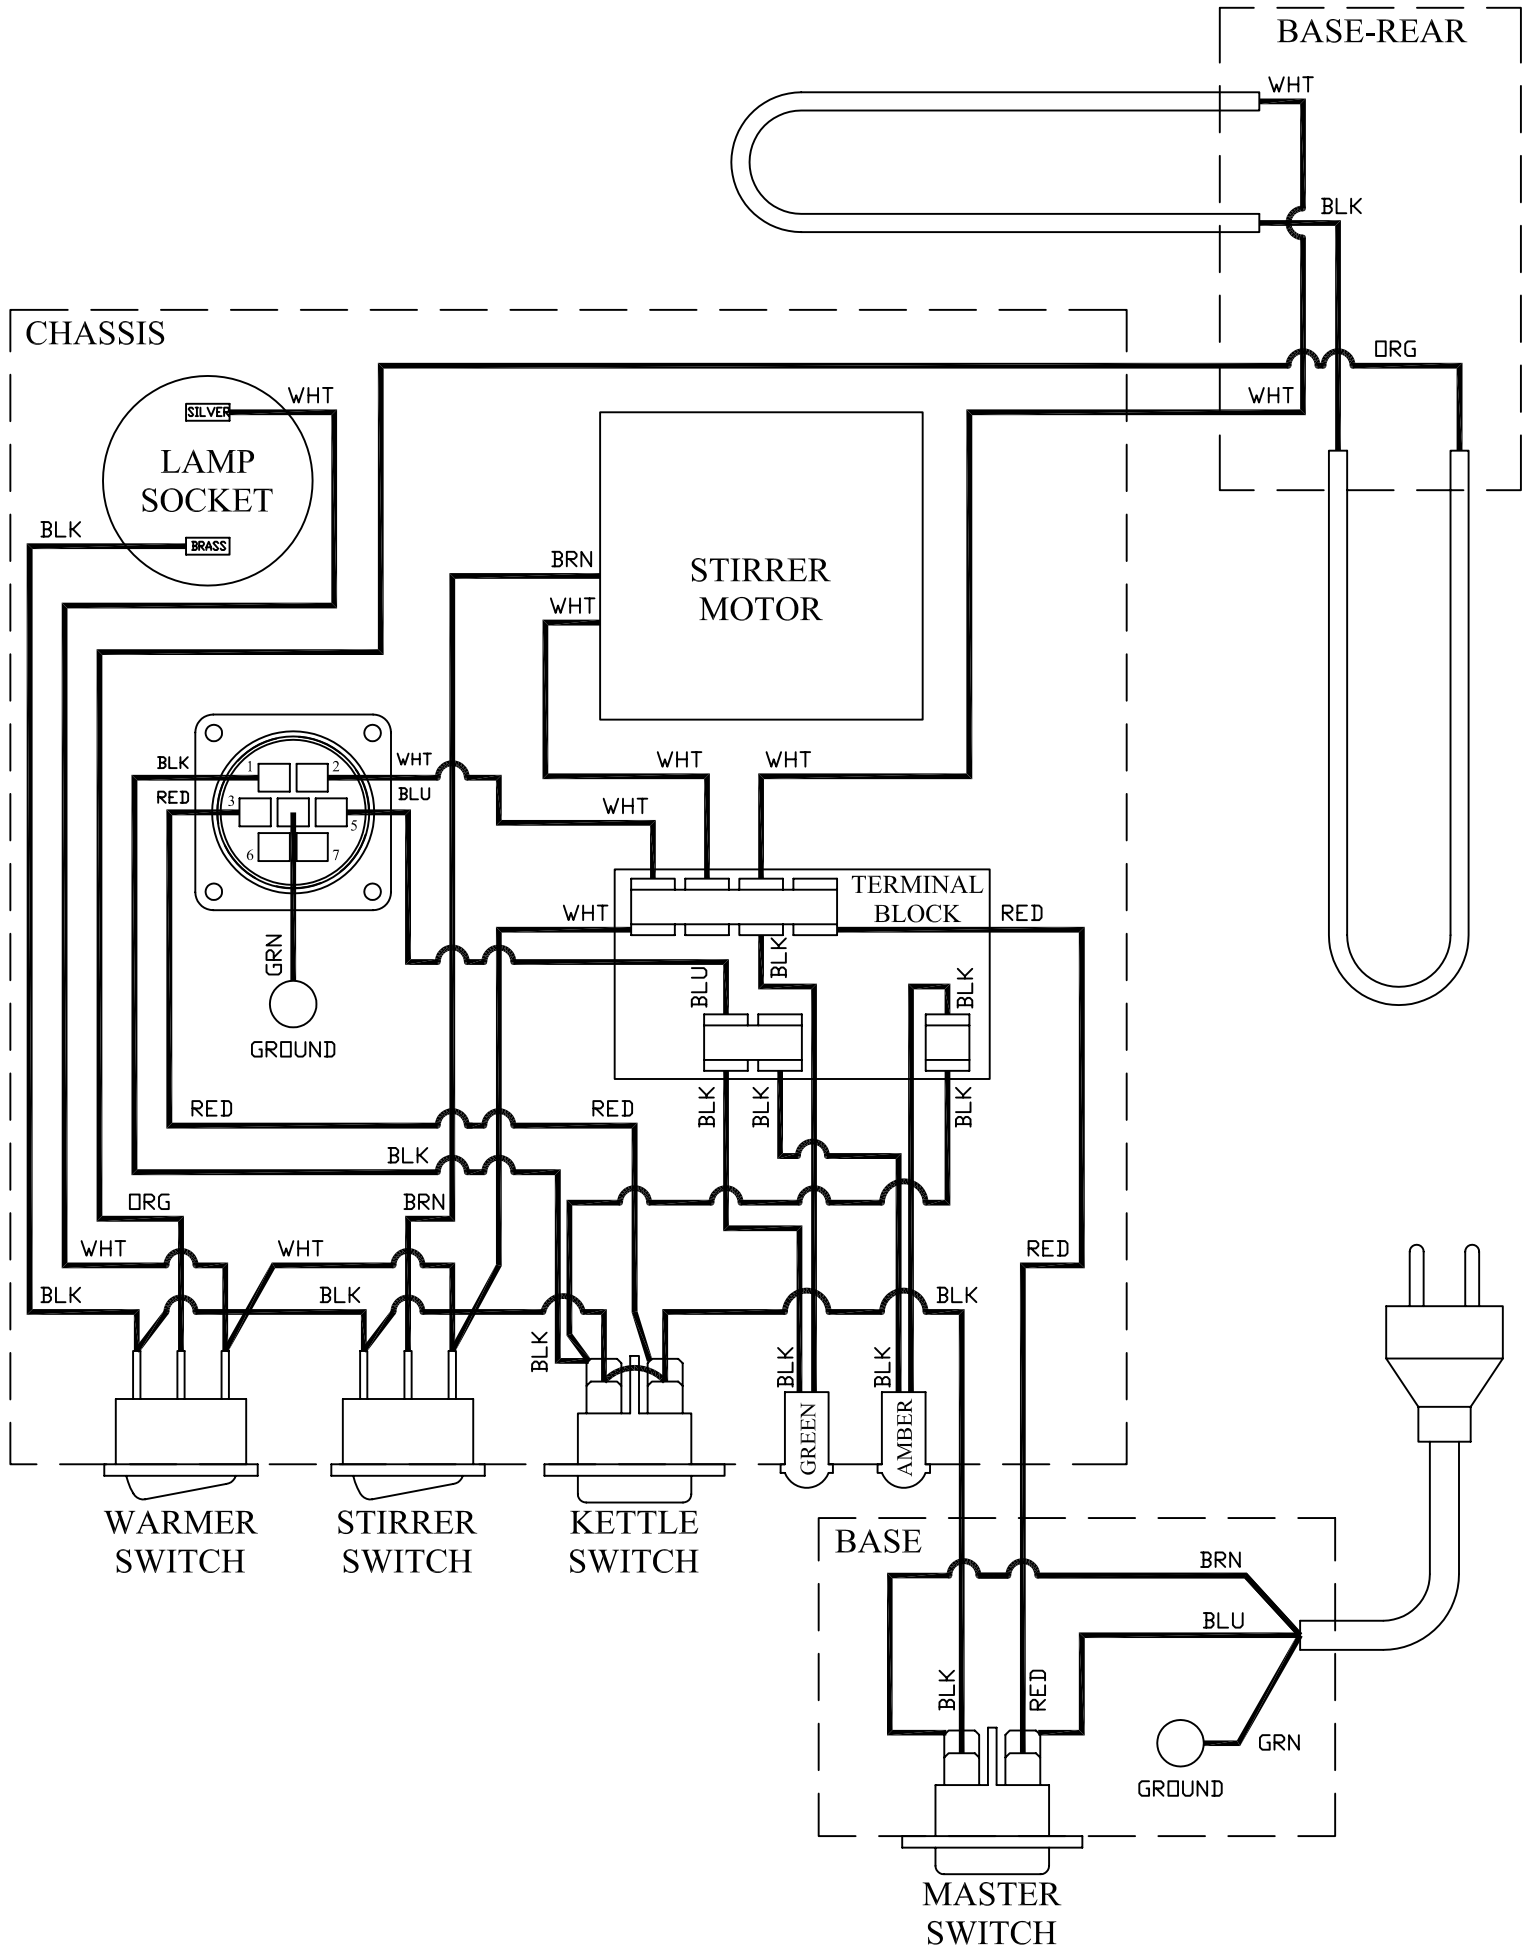 BASE-REAR
WHT
BLK
CHASSIS
ORG
WHT
WHT
SILVER
LAMP
SOCKET
BLK
BRASS
BRN
STIRRER
MOTOR
WHT
WHT
WHT
BLK
1
2
WHT
RED
3
5
BLU
WHT
6
7
TERMINAL
BLOCK
WHT
RED
GRN
BLK
BLU
BLK
GROUND
RED
RED
BLK
BLK
BLK
BLK
ORG
BRN
WHT
WHT
RED
BLK
BLK
BLK
BLK
BLK
BLK
GREEN
AMBER
WARMER
SWITCH
STIRRER
SWITCH
KETTLE
SWITCH
BASE
BRN
BLU
BLK
RED
GRN
GROUND
MASTER
SWITCH